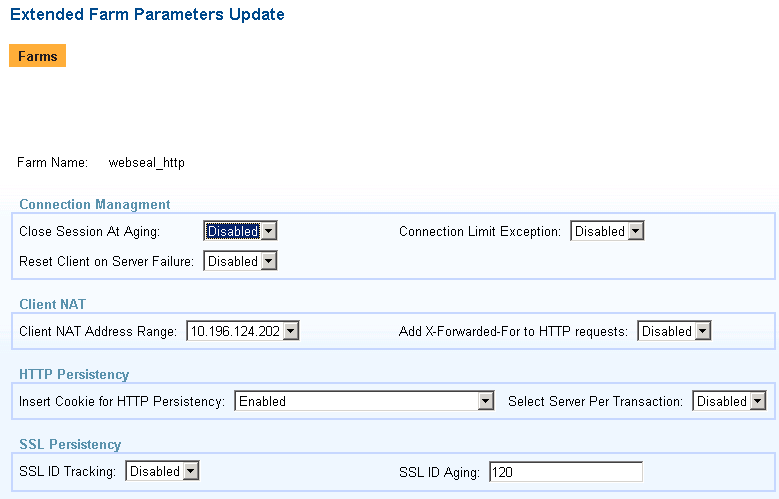 Extended Farm Parameters Update
Farms
Farm Name: webseal_http
Connection Managment
Close Session At Aging: Disabled Connection Limit Exception: Disabled
Reset Client on Server Failure: Disabled
Client NAT
Client NAT Address Range: 10.196.124.202 Add X-Forwarded-For to HTTP requests: Disabled
HTTP Persistency
Insert Cookie for HTTP Persistency: Enabled Select Server Per Transaction: Disabled
SSL Persistency
SSL ID Tracking: Disabled SSL ID Aging: 120